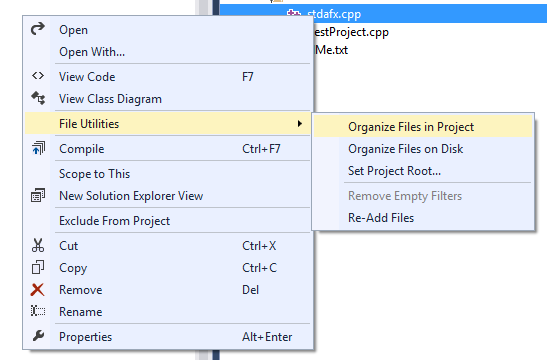 stdafx.cpp
estProject.cpp
Me.txt
Open
Open With...
View Code F7
View Class Diagram
File Utilities
Compile Ctrl+F7
Scope to This
New Solution Explorer View
Exclude From Project
Cut Ctrl+X
Copy Ctrl+C
Remove Del
Rename
Properties Alt+Enter
Organize Files in Project
Organize Files on Disk
Set Project Root...
Remove Empty Filters
Re-Add Files